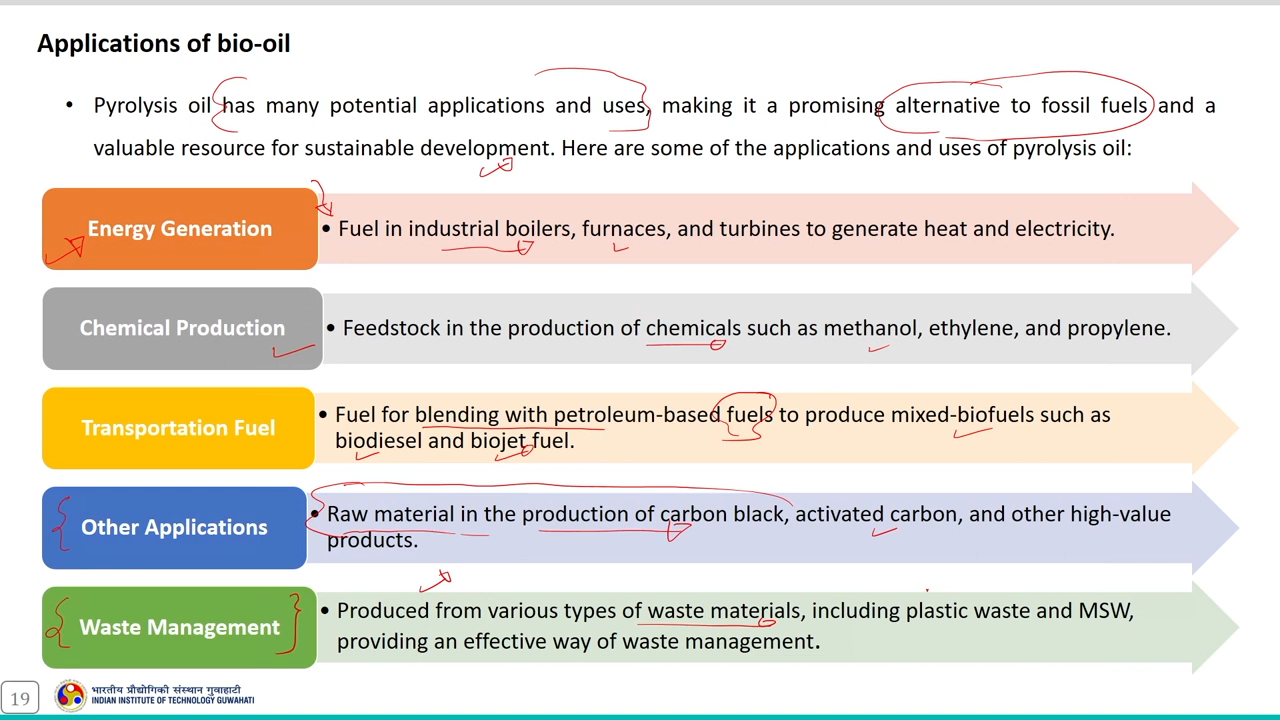 Applications of bio-oil
• Pyrolysis oil has many potential applications and uses, making it a promising alternative to fossil fuels and a
valuable resource for sustainable development. Here are some of the applications and uses of pyrolysis oil:
Energy Generation
• Fuel in industrial boilers, furnaces, and turbines to generate heat and electricity.
Chemical Production
• Feedstock in the production of chemicals such as methanol, ethylene, and propylene.
Transportation Fuel
• Fuel for blending with petroleum-based fuels to produce mixed-biofuels such as
biodiesel and biojet fuel.
Other Applications
• Raw material in the production of carbon black, activated carbon, and other high-value
products.
Waste Management
• Produced from various types of waste materials, including plastic waste and MSW,
providing an effective way of waste management.
19
भारतीय प्रौद्योगिकी संस्थान गुवाहाटी
INDIAN INSTITUTE OF TECHNOLOGY GUWAHATI